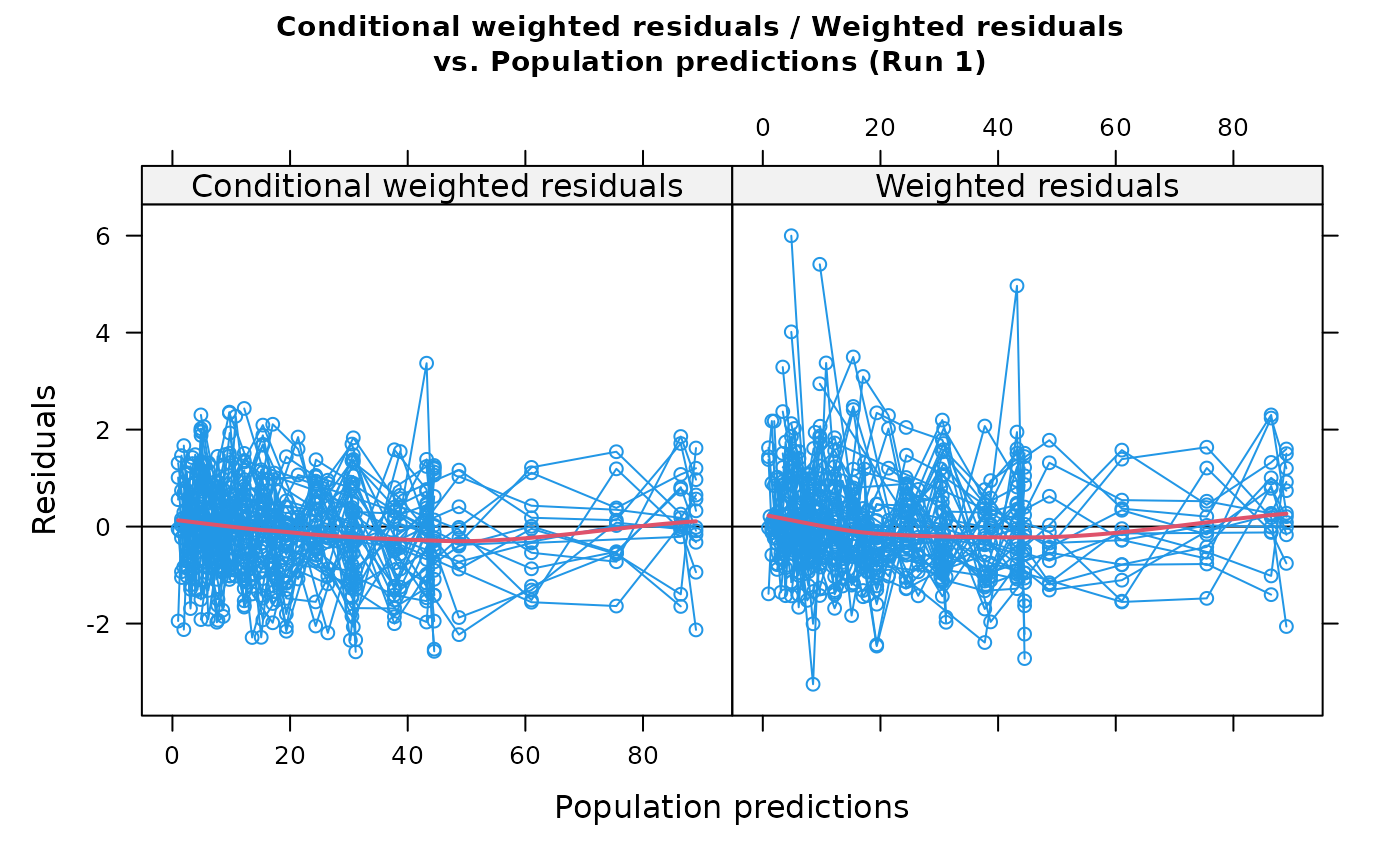 Conditional weighted residuals / Weighted residuals
vs. Population predictions (Run 1)
0 20 40 60 80
Conditional weighted residuals Weighted residuals
6
4
2
0
-2
Residuals
0 20 40 60 80
Population predictions